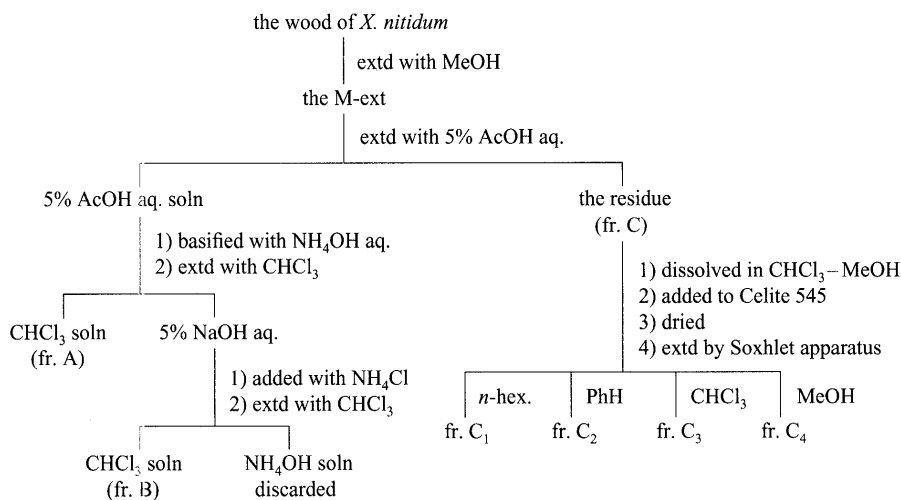 the wood of X. nitidum
extd with MeOH
the M-ext
extd with 5% AcOH aq.
5% AcOH aq. soln
1) basified with NH₄OH aq.
2) extd with CHCl₃
CHCl₃ soln
(fr. A)
5% NaOH aq.
1) added with NH₄Cl
2) extd with CHCl₃
CHCl₃ soln
(fr. B)
NH₄OH soln
discarded
the residue
(fr. C)
1) dissolved in CHCl₃–MeOH
2) added to Celite 545
3) dried
4) extd by Soxhlet apparatus
n-hex.
PhH
CHCl₃
MeOH
fr. C₁
fr. C₂
fr. C₃
fr. C₄